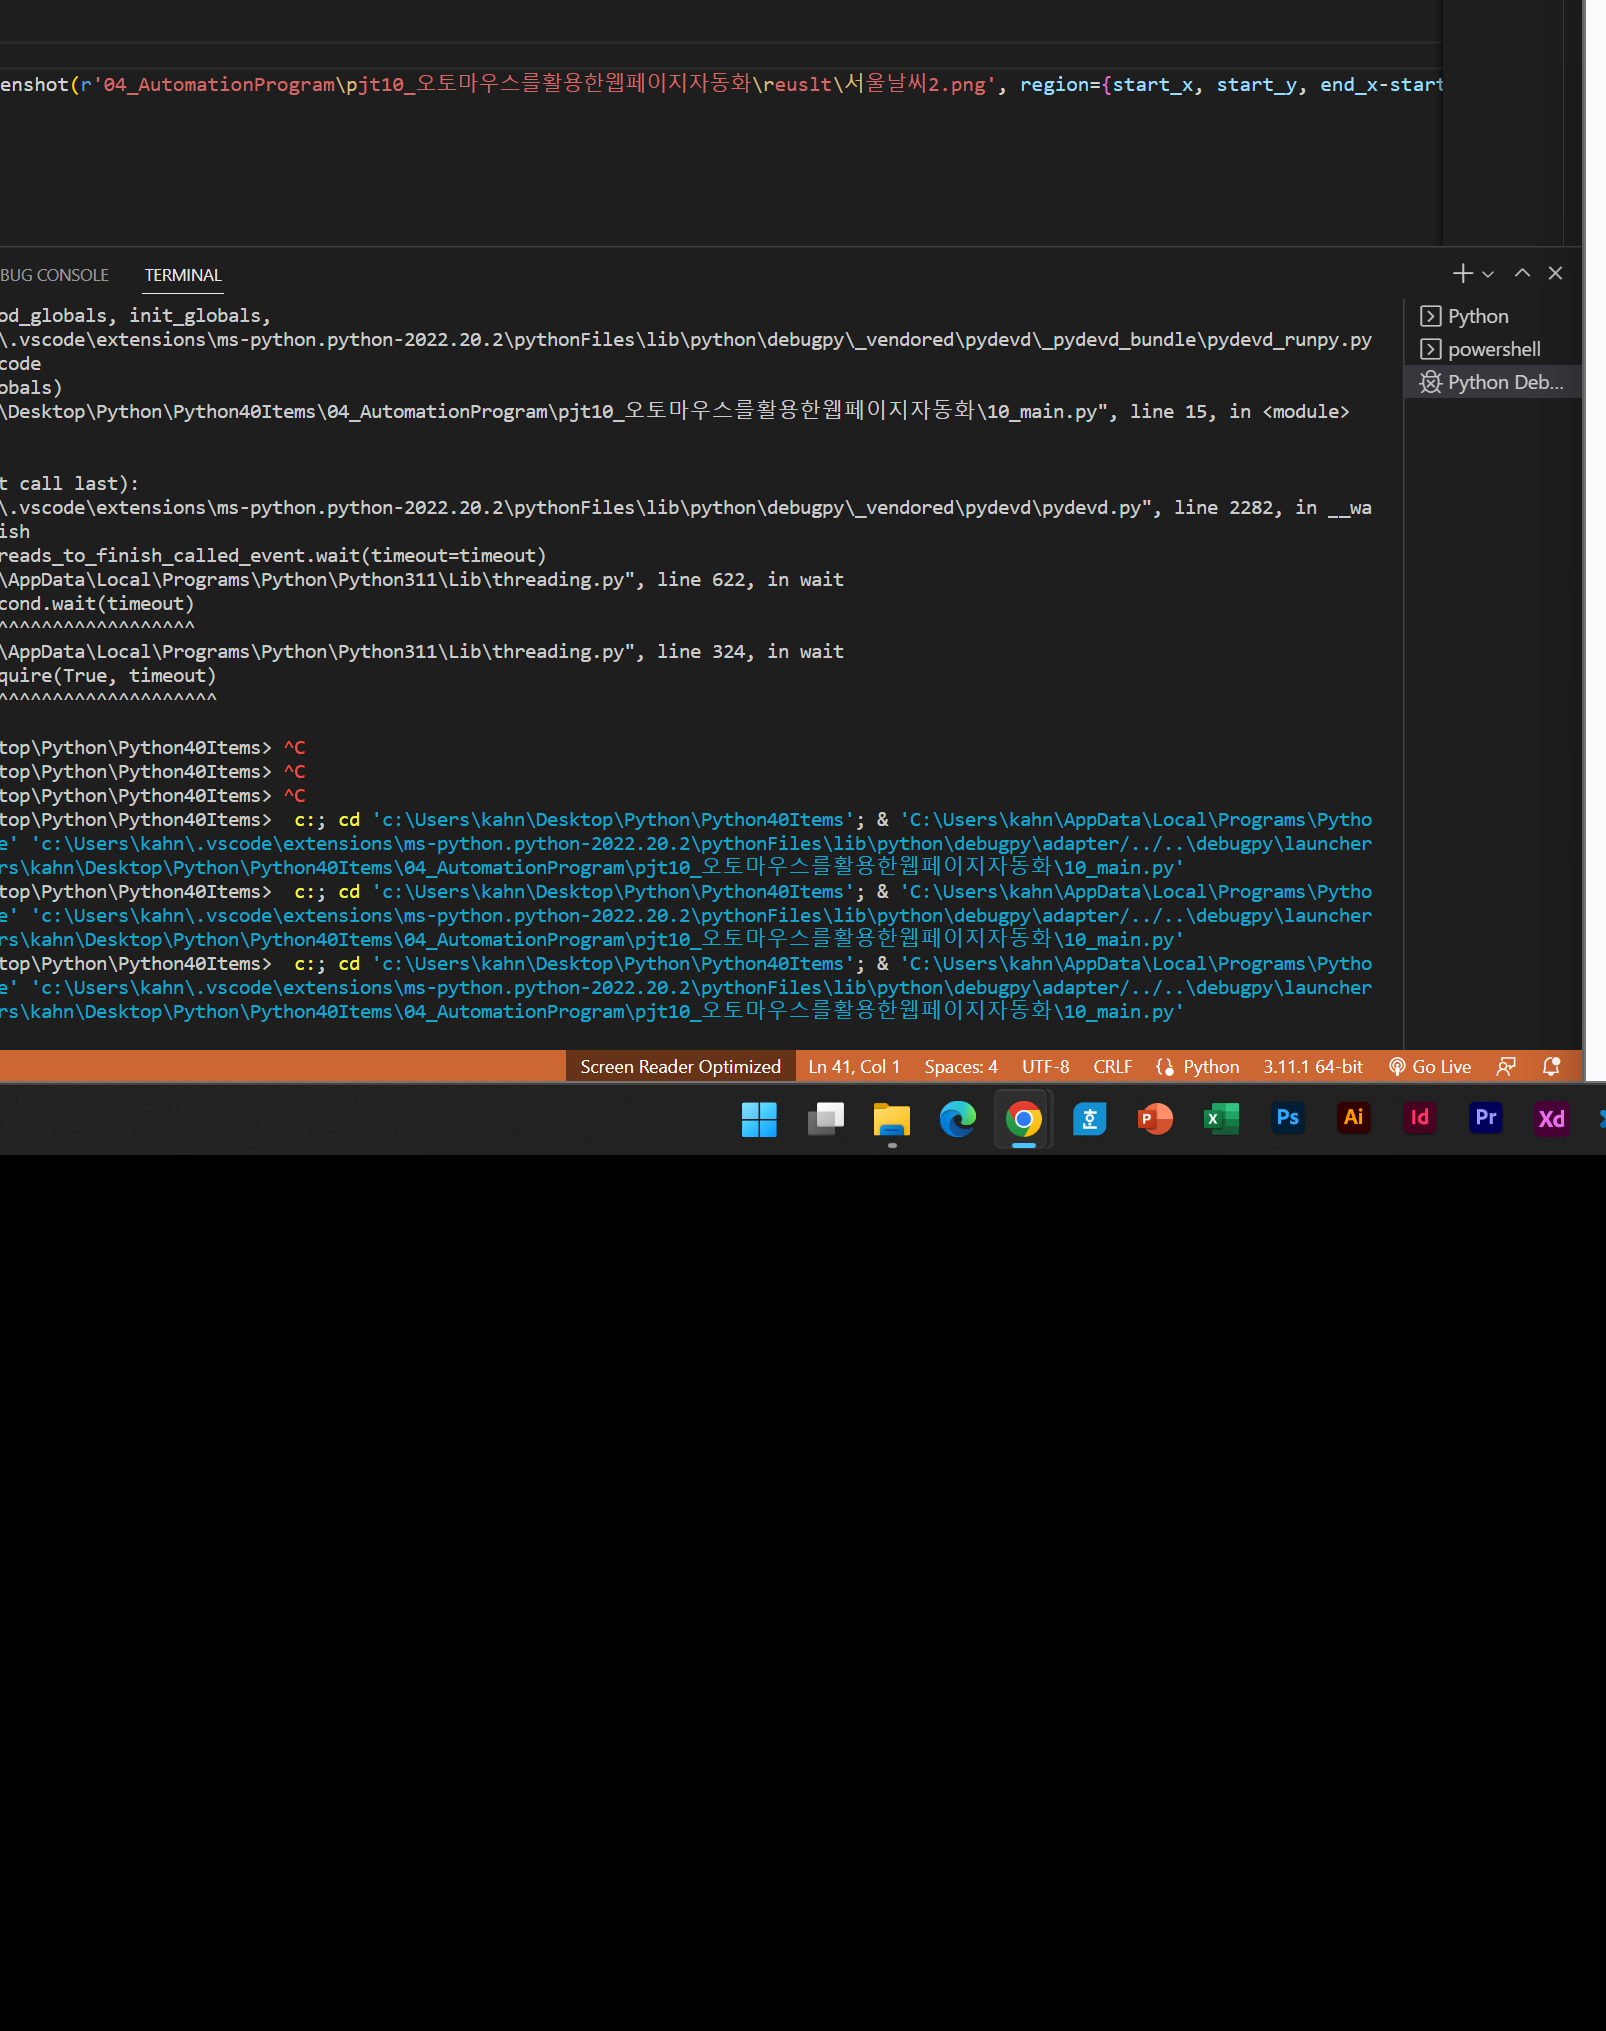 enshot(r'04_AutomationProgram\pjt10_오토마우스를활용한웹페이지자동화\reuslt\서울날씨2.png', region={start_x, start_y, end_x-start
BUG CONSOLE TERMINAL
od_globals, init_globals,
\.vscode\extensions\ms-python.python-2022.20.2\pythonFiles\lib\python\debugpy\_vendored\pydevd\_pydevd_bundle\pydevd_runpy.py
code
obals)
\Desktop\Python\Python40Items\04_AutomationProgram\pjt10_오토마우스를활용한웹페이지자동화\10_main.py", line 15, in <module>
t call last):
\.vscode\extensions\ms-python.python-2022.20.2\pythonFiles\lib\python\debugpy\_vendored\pydevd\pydevd.py", line 2282, in __wa
ish
reads_to_finish_called_event.wait(timeout=timeout)
\AppData\Local\Programs\Python\Python311\Lib\threading.py", line 622, in wait
cond.wait(timeout)
^^^^^^^^^^^^^^^^^^
\AppData\Local\Programs\Python\Python311\Lib\threading.py", line 324, in wait
quire(True, timeout)
^^^^^^^^^^^^^^^^^^^^
top\Python\Python40Items> ^C
top\Python\Python40Items> ^C
top\Python\Python40Items> ^C
top\Python\Python40Items>  c:; cd 'c:\Users\kahn\Desktop\Python\Python40Items'; & 'C:\Users\kahn\AppData\Local\Programs\Pytho
e' 'c:\Users\kahn\.vscode\extensions\ms-python.python-2022.20.2\pythonFiles\lib\python\debugpy\adapter/../..\debugpy\launcher
rs\kahn\Desktop\Python\Python40Items\04_AutomationProgram\pjt10_오토마우스를활용한웹페이지자동화\10_main.py'
top\Python\Python40Items>  c:; cd 'c:\Users\kahn\Desktop\Python\Python40Items'; & 'C:\Users\kahn\AppData\Local\Programs\Pytho
e' 'c:\Users\kahn\.vscode\extensions\ms-python.python-2022.20.2\pythonFiles\lib\python\debugpy\adapter/../..\debugpy\launcher
rs\kahn\Desktop\Python\Python40Items\04_AutomationProgram\pjt10_오토마우스를활용한웹페이지자동화\10_main.py'
top\Python\Python40Items>  c:; cd 'c:\Users\kahn\Desktop\Python\Python40Items'; & 'C:\Users\kahn\AppData\Local\Programs\Pytho
e' 'c:\Users\kahn\.vscode\extensions\ms-python.python-2022.20.2\pythonFiles\lib\python\debugpy\adapter/../..\debugpy\launcher
rs\kahn\Desktop\Python\Python40Items\04_AutomationProgram\pjt10_오토마우스를활용한웹페이지자동화\10_main.py'
Python
powershell
Python Deb...
Screen Reader Optimized Ln 41, Col 1 Spaces: 4 UTF-8 CRLF Python 3.11.1 64-bit Go Live
P X Ps Ai Id Pr Xd